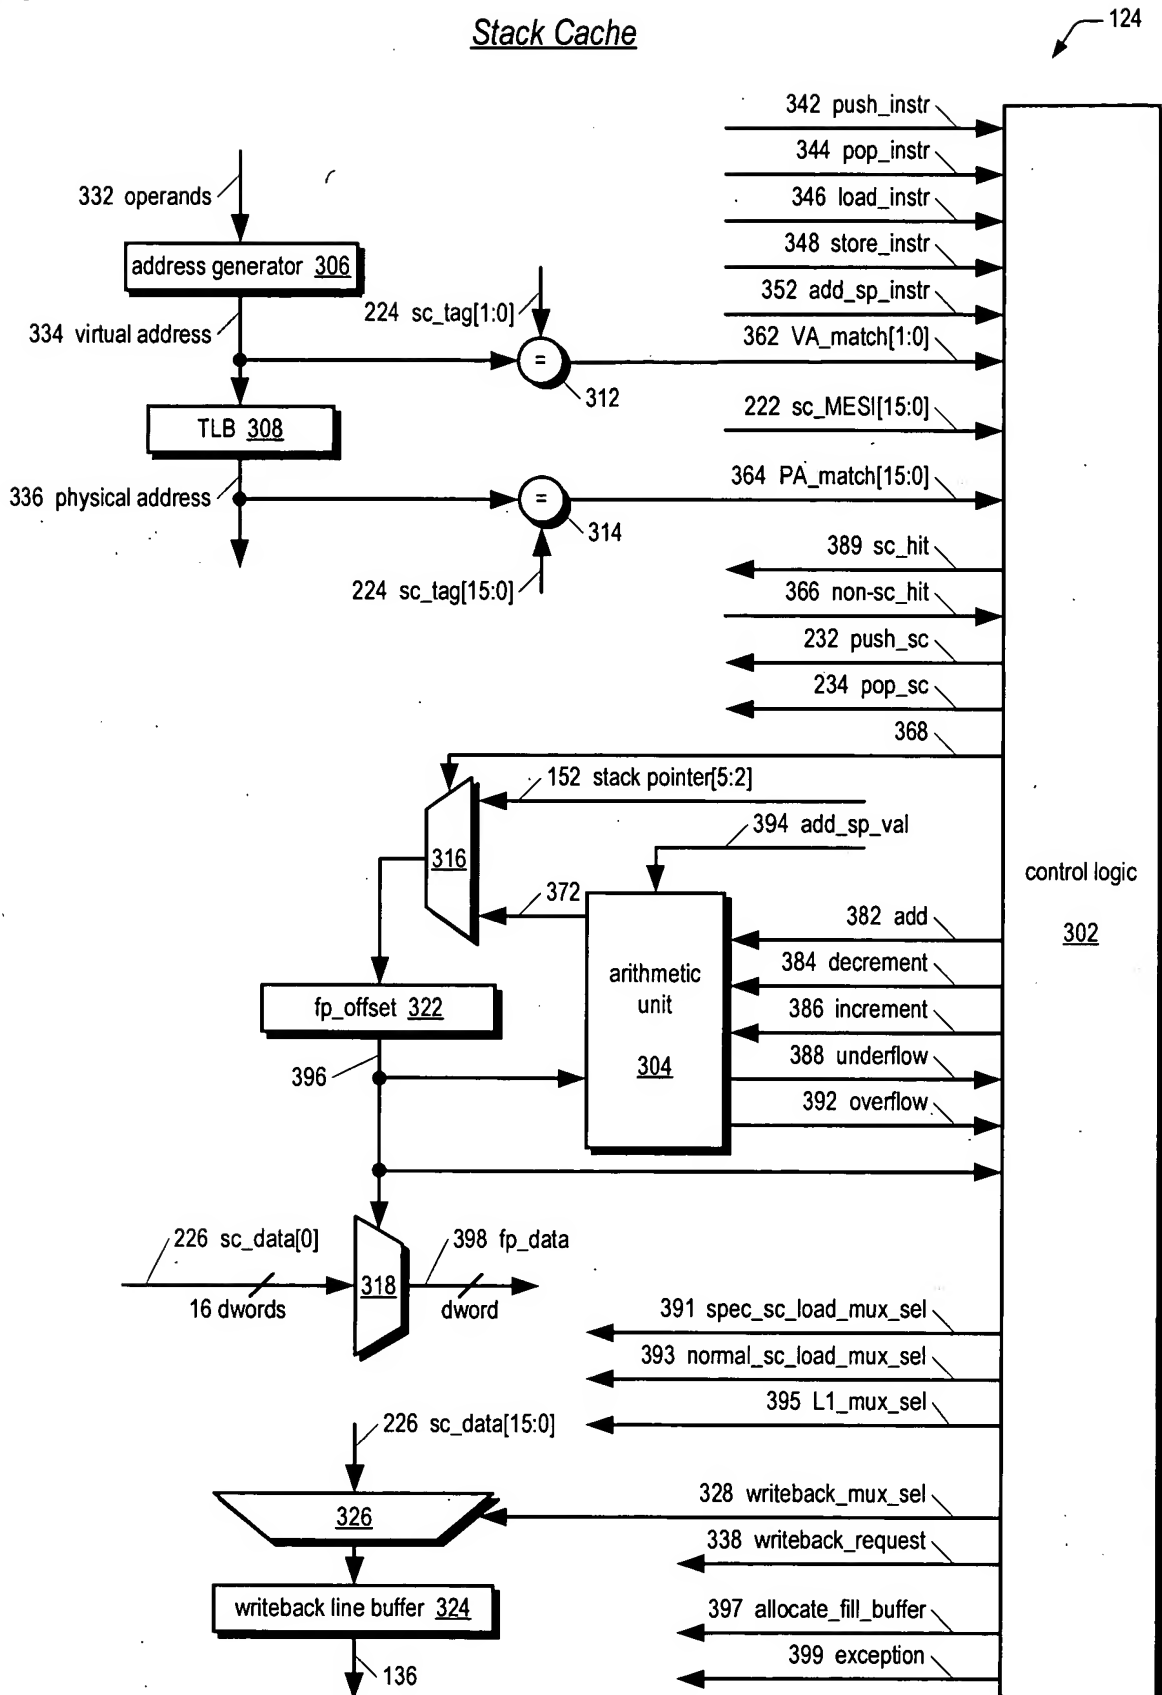 Stack Cache
124
342 push_instr
344 pop_instr
332 operands
346 load_instr
348 store_instr
address generator 306
224 sc_tag[1:0]
352 add_sp_instr
334 virtual address
362 VA_match[1:0]
=
312
TLB 308
222 sc_MESI[15:0]
336 physical address
364 PA_match[15:0]
=
314
389 sc_hit
224 sc_tag[15:0]
366 non-sc_hit
232 push_sc
234 pop_sc
368
152 stack pointer[5:2]
394 add_sp_val
316
372
control logic
302
382 add
arithmetic
unit
304
384 decrement
fp_offset 322
386 increment
396
388 underflow
392 overflow
226 sc_data[0]
398 fp_data
318
16 dwords
dword
391 spec_sc_load_mux_sel
393 normal_sc_load_mux_sel
395 L1_mux_sel
226 sc_data[15:0]
328 writeback_mux_sel
326
338 writeback_request
writeback line buffer 324
397 allocate_fill_buffer
399 exception
136